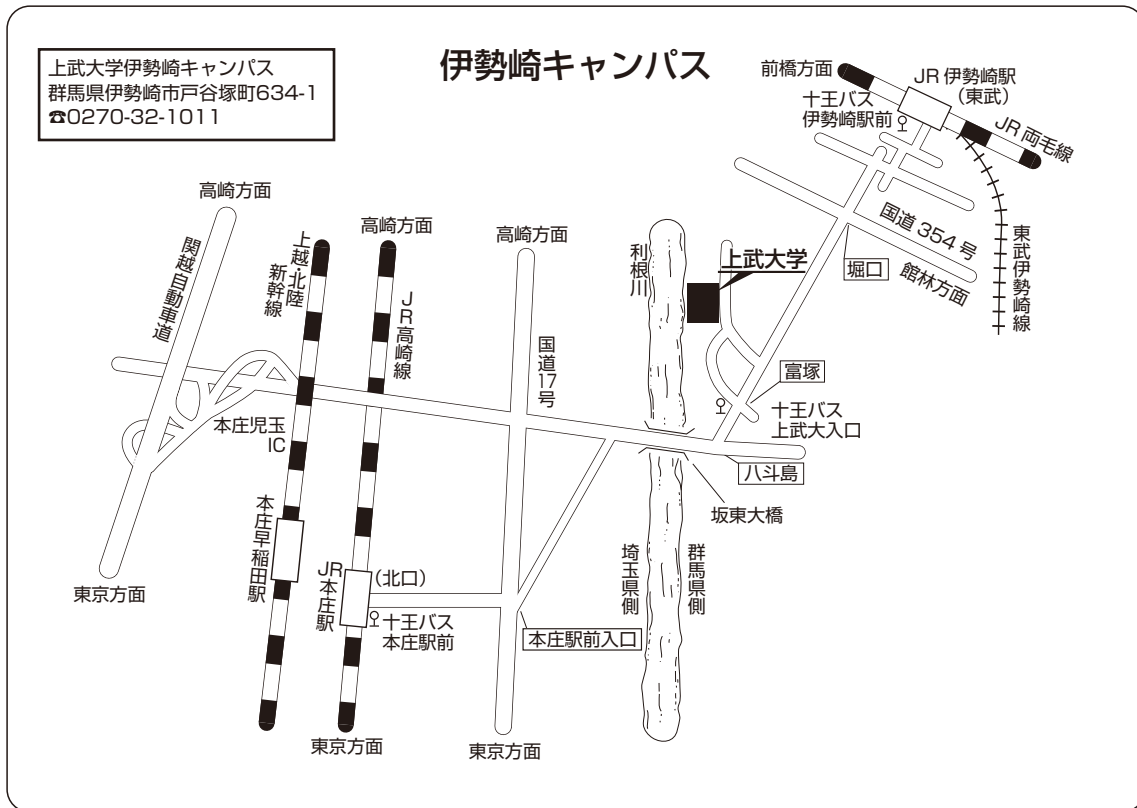 上武大学伊勢崎キャンパス
群馬県伊勢崎市戸谷塚町634-1
☎0270-32-1011
伊勢崎キャンパス
前橋方面
JR伊勢崎駅
(東武)
十王バス
伊勢崎駅前
JR両毛線
国道354号
館林方面
堀口
東武伊勢崎線
高崎方面
関越自動車道
上越・北陸
新幹線
高崎方面
JR高崎線
高崎方面
国道17号
利根川
上武大学
富塚
十王バス
上武大入口
八斗島
坂東大橋
本庄児玉
IC
本庄早稲田駅
JR
本庄駅
(北口)
十王バス
本庄駅前
本庄駅前入口
埼玉県側
群馬県側
東京方面
東京方面
東京方面